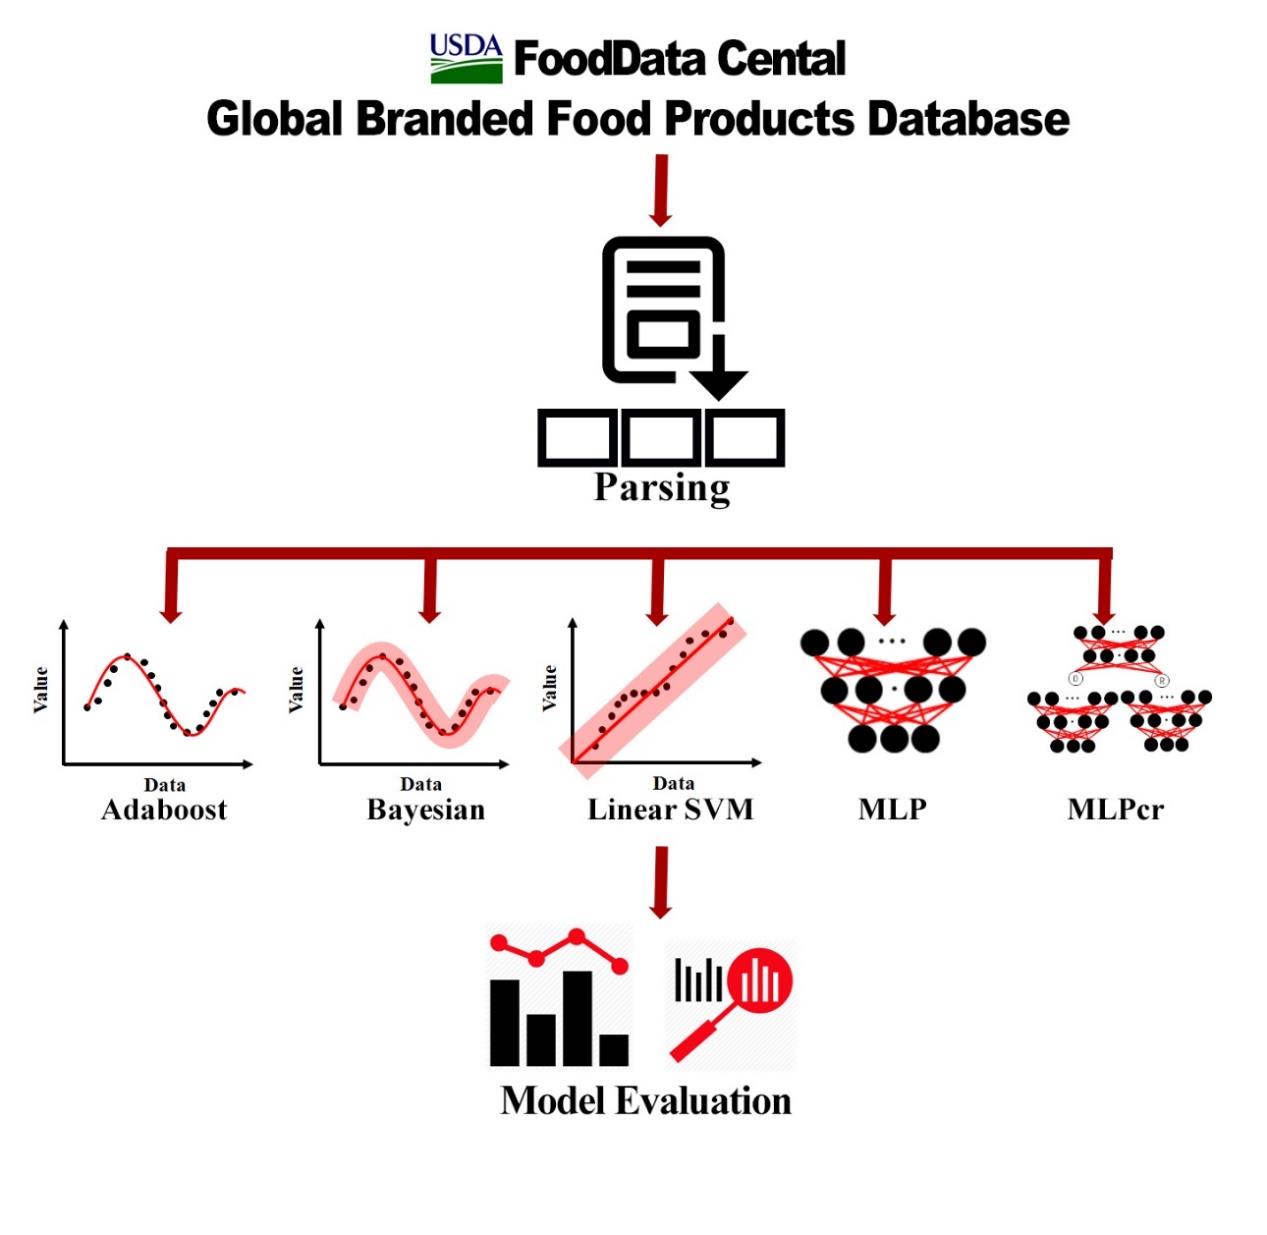 USDA FoodData Cental
Global Branded Food Products Database
Parsing
Value
Data
Adaboost
Value
Data
Bayesian
Value
Data
Linear SVM
MLP
0
R
MLPcr
Model Evaluation